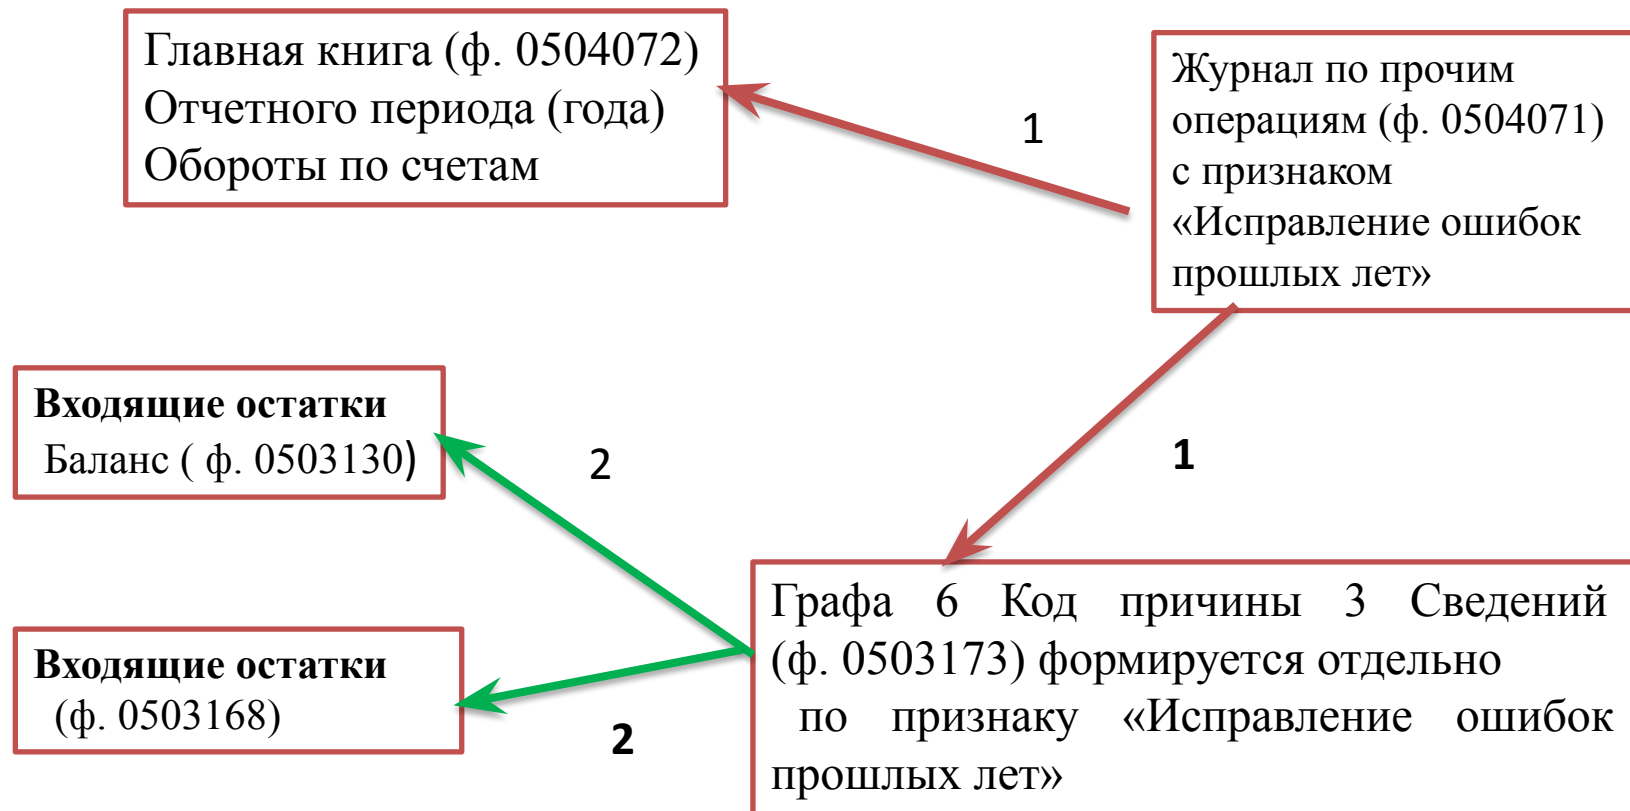 Главная книга (ф. 0504072)
Отчетного периода (года)
Обороты по счетам
Журнал по прочим
операциям (ф. 0504071)
с признаком
«Исправление ошибок
прошлых лет»
1
Входящие остатки
Баланс ( ф. 0503130)
2
1
Входящие остатки
(ф. 0503168)
2
Графа 6 Код причины 3 Сведений
(ф. 0503173) формируется отдельно
по признаку «Исправление ошибок
прошлых лет»